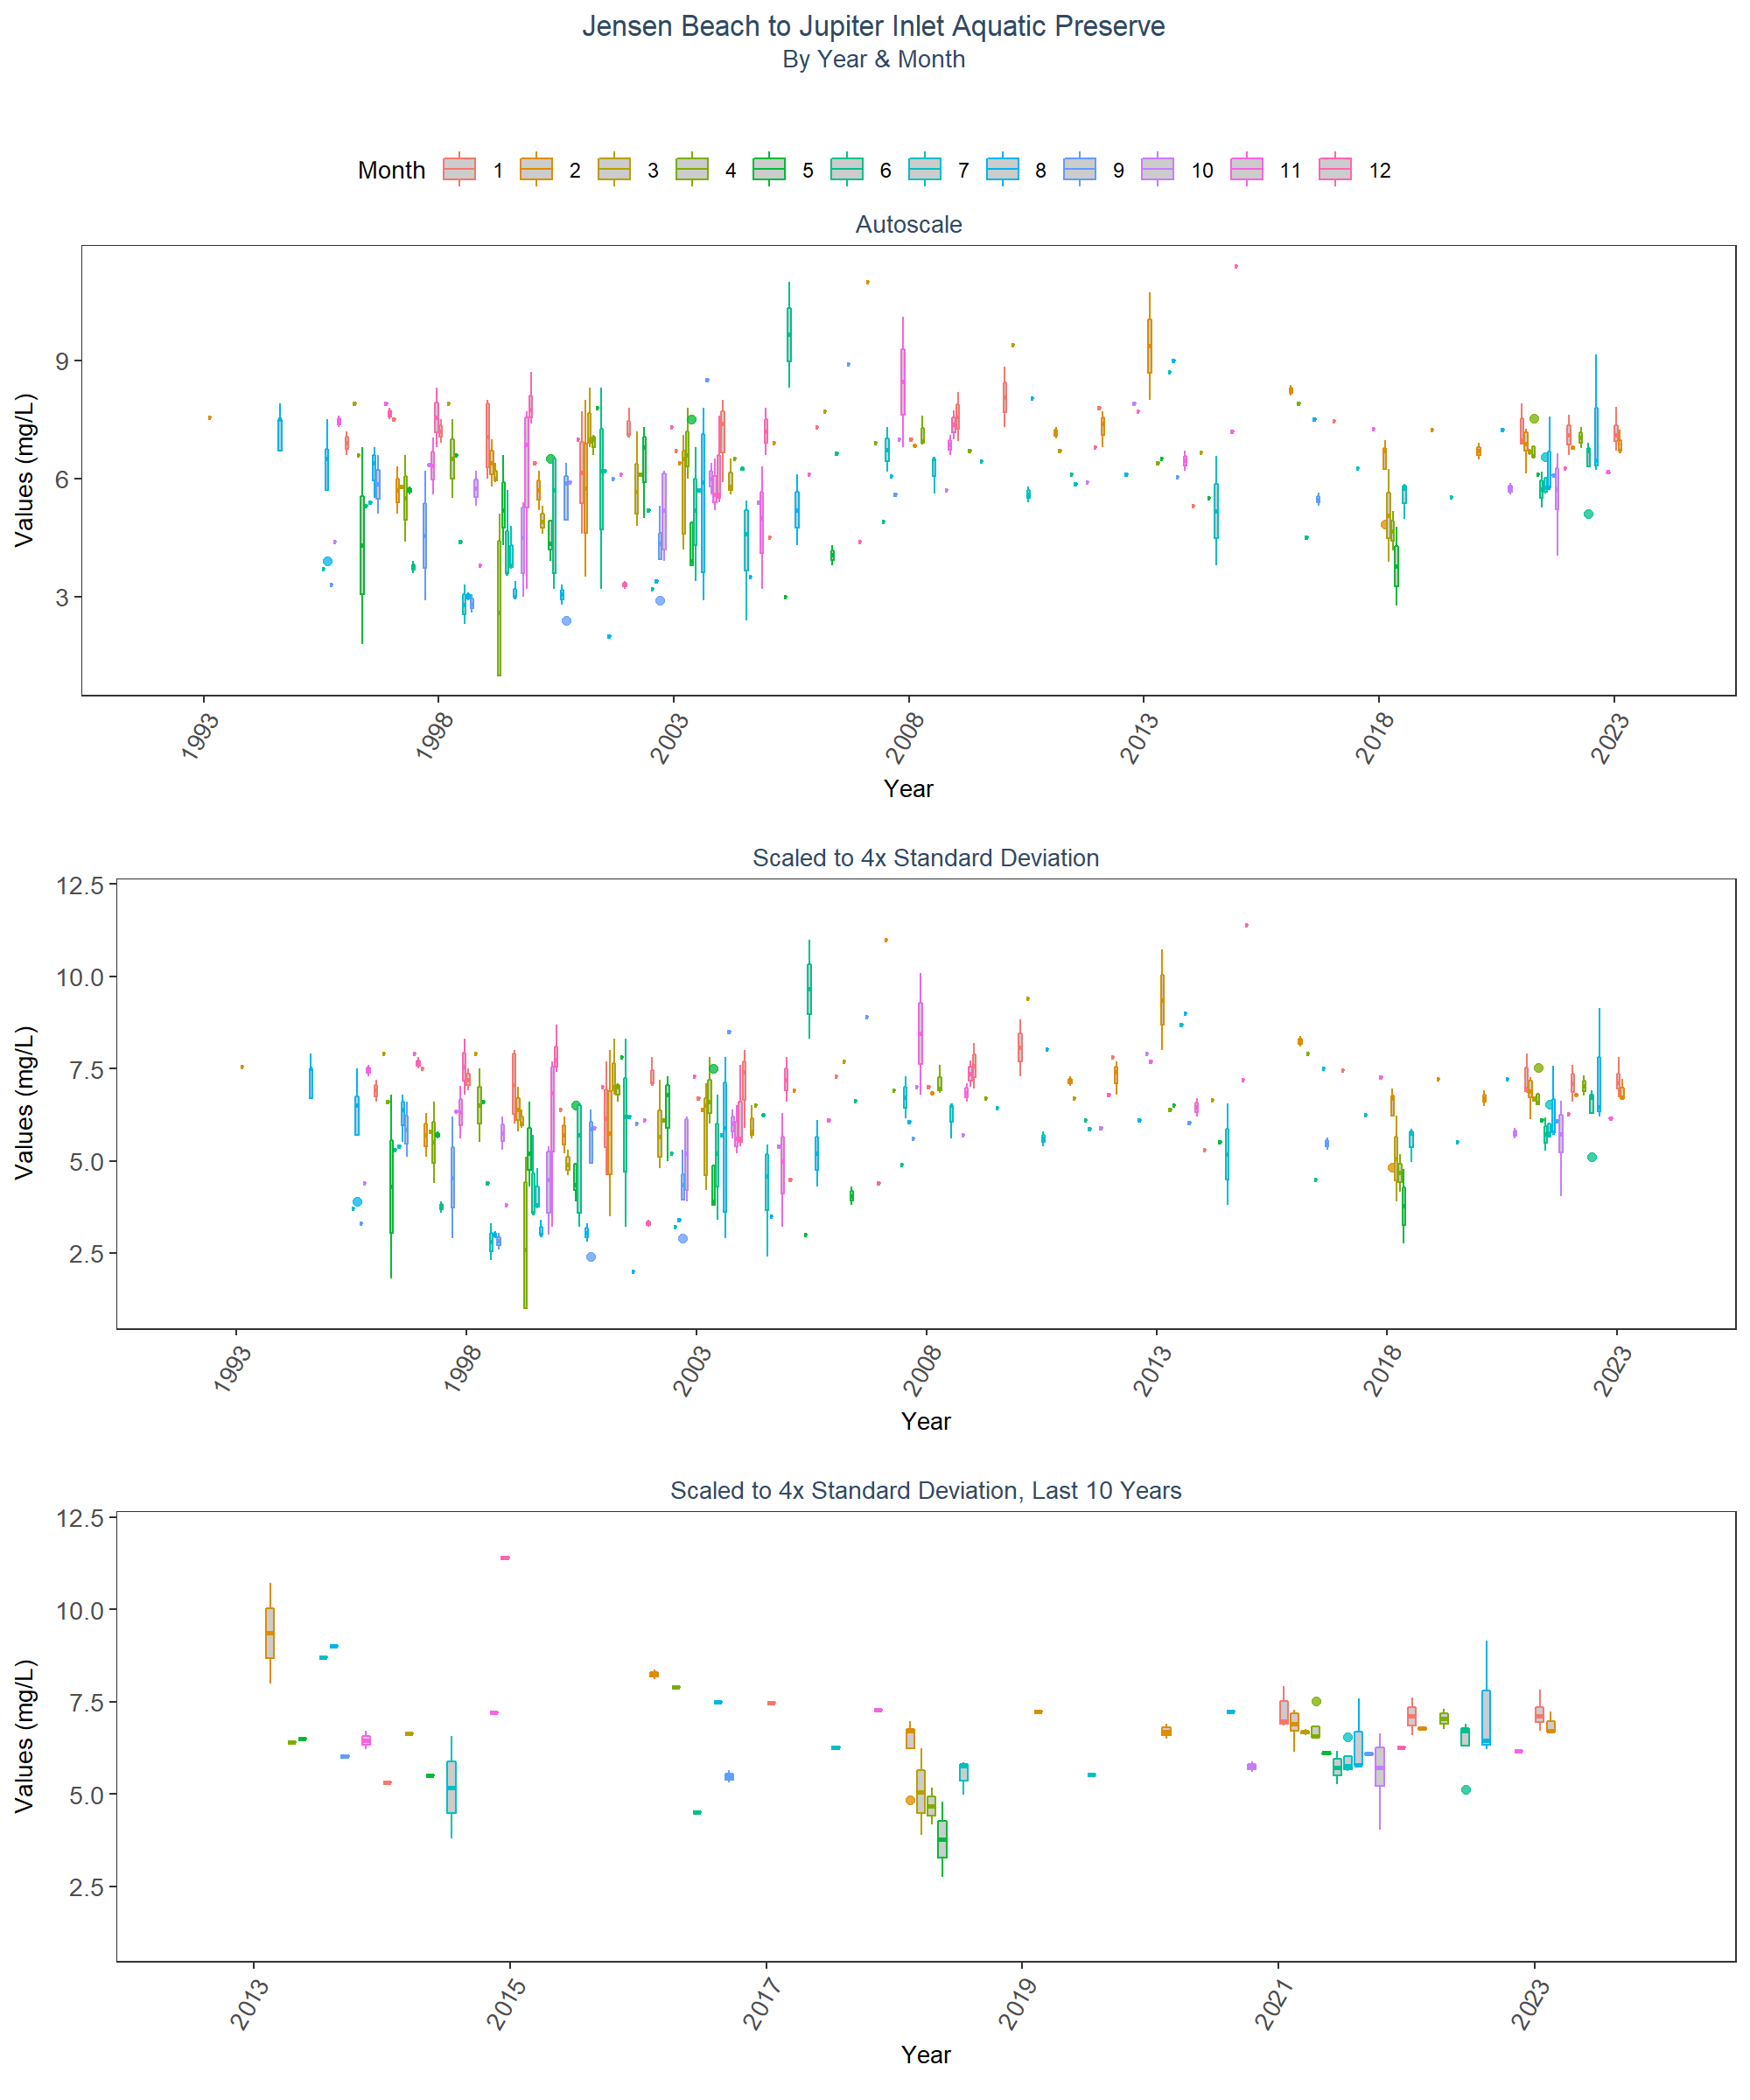 Jensen Beach to Jupiter Inlet Aquatic Preserve
By Year & Month
Month 1 2 3 4 5 6 7 8 9 10 11 12
Autoscale
Values (mg/L)
9
6
3
1993 1998 2003 2008 2013 2018 2023
Year
Scaled to 4x Standard Deviation
Values (mg/L)
12.5
10.0
7.5
5.0
2.5
1993 1998 2003 2008 2013 2018 2023
Year
Scaled to 4x Standard Deviation, Last 10 Years
Values (mg/L)
12.5
10.0
7.5
5.0
2.5
2013 2015 2017 2019 2021 2023
Year